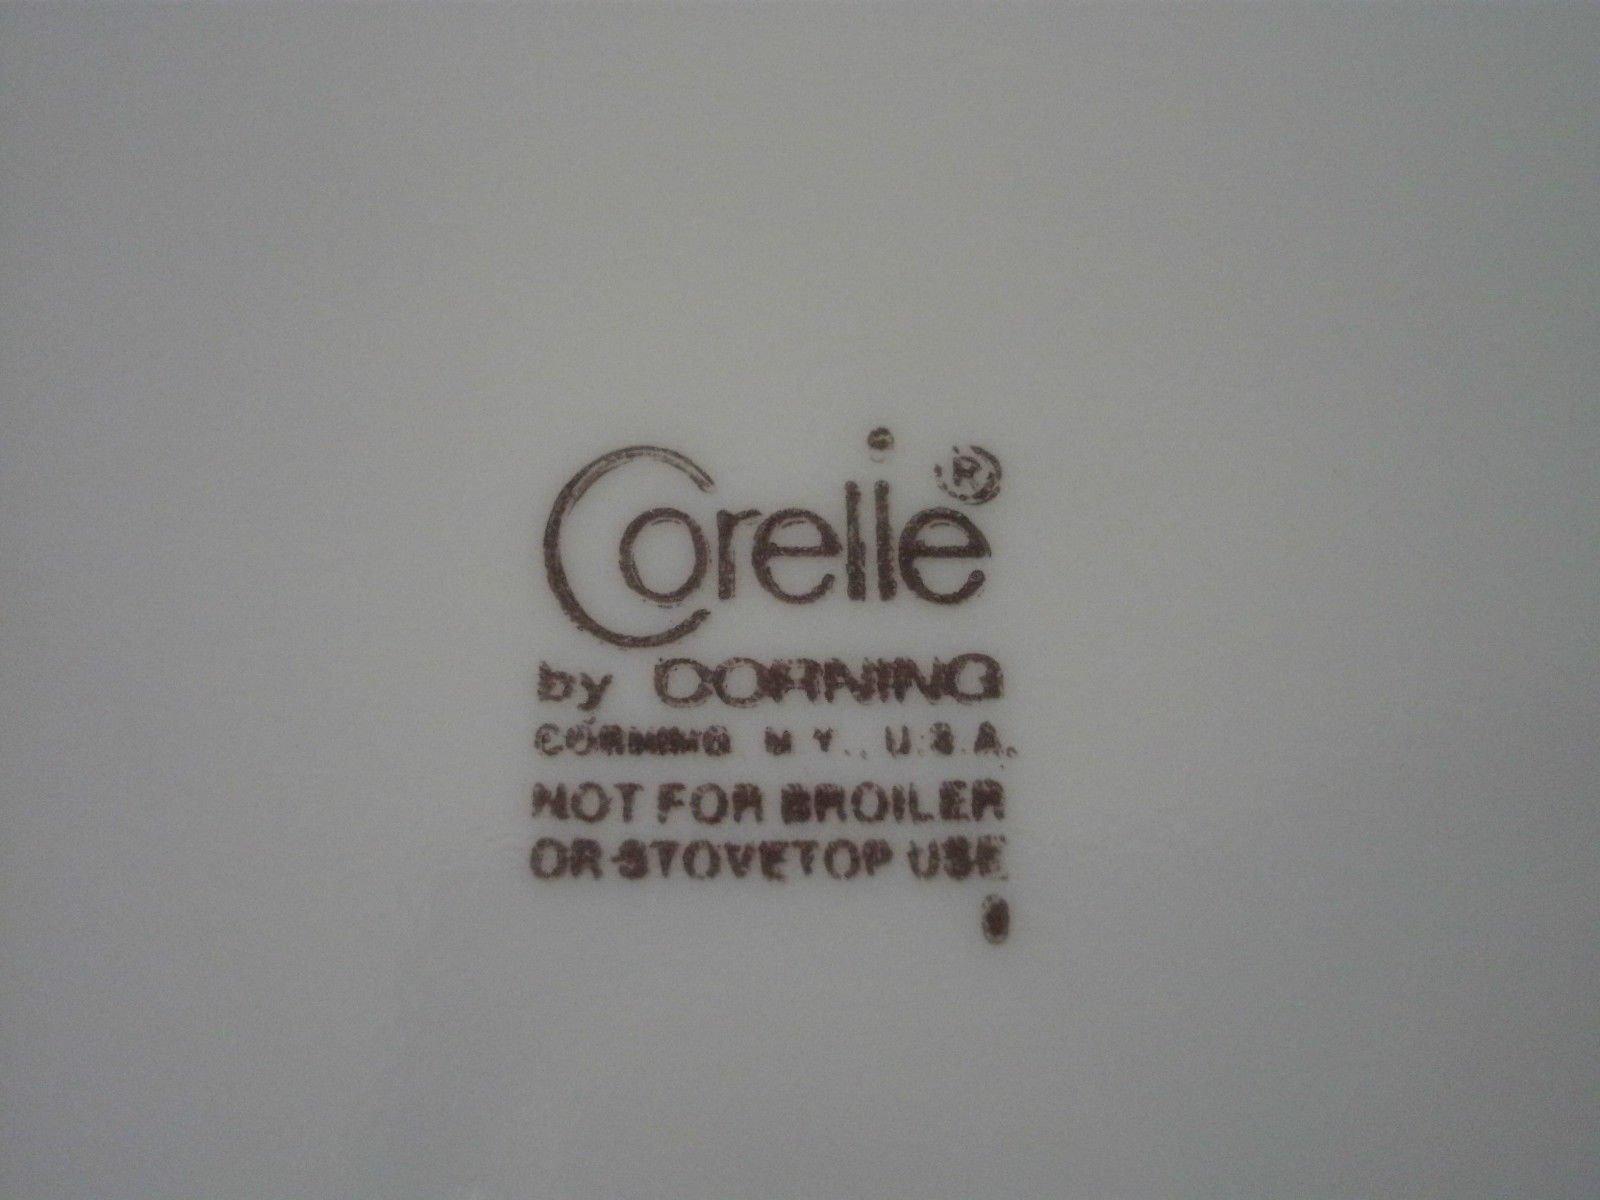 Corelle®
by CORNING
CORNING N.Y., U.S.A.
NOT FOR BROILER
OR STOVETOP USE